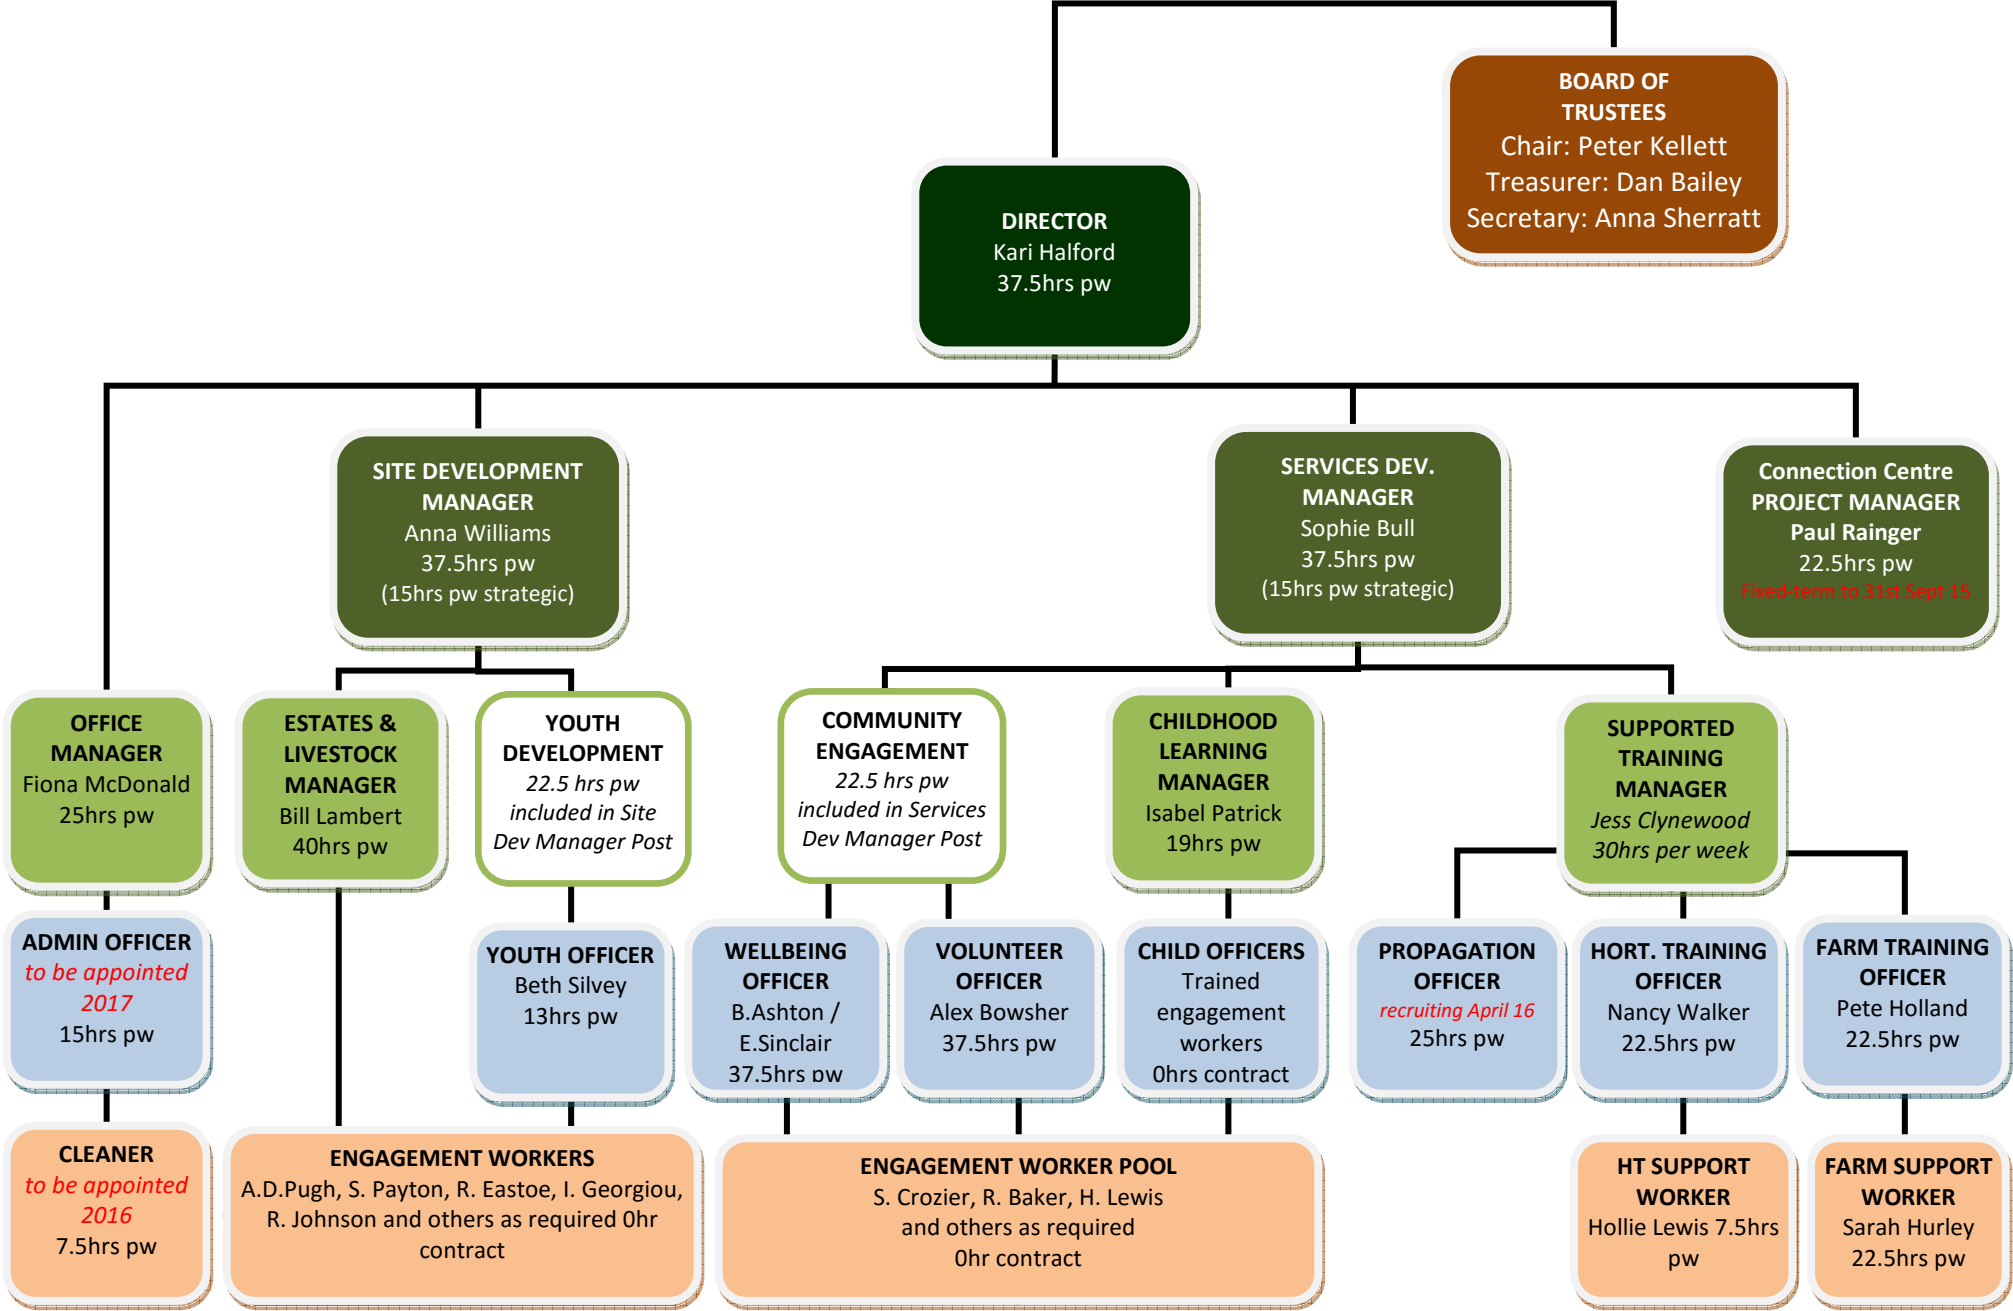 BOARD OF
TRUSTEES
Chair: Peter Kellett
Treasurer: Dan Bailey
Secretary: Anna Sherratt
DIRECTOR
Kari Halford
37.5hrs pw
SITE DEVELOPMENT
MANAGER
Anna Williams
37.5hrs pw
(15hrs pw strategic)
SERVICES DEV.
MANAGER
Sophie Bull
37.5hrs pw
(15hrs pw strategic)
Connection Centre
PROJECT MANAGER
Paul Rainger
22.5hrs pw
Fixed-term to 31st Sept 15
OFFICE
MANAGER
Fiona McDonald
25hrs pw
ESTATES &
LIVESTOCK
MANAGER
Bill Lambert
40hrs pw
YOUTH
DEVELOPMENT
22.5 hrs pw
included in Site
Dev Manager Post
COMMUNITY
ENGAGEMENT
22.5 hrs pw
included in Services
Dev Manager Post
CHILDHOOD
LEARNING
MANAGER
Isabel Patrick
19hrs pw
SUPPORTED
TRAINING
MANAGER
Jess Clynewood
30hrs per week
ADMIN OFFICER
to be appointed
2017
15hrs pw
YOUTH OFFICER
Beth Silvey
13hrs pw
WELLBEING
OFFICER
B.Ashton /
E.Sinclair
37.5hrs pw
VOLUNTEER
OFFICER
Alex Bowsher
37.5hrs pw
CHILD OFFICERS
Trained
engagement
workers
0hrs contract
PROPAGATION
OFFICER
recruiting April 16
25hrs pw
HORT. TRAINING
OFFICER
Nancy Walker
22.5hrs pw
FARM TRAINING
OFFICER
Pete Holland
22.5hrs pw
CLEANER
to be appointed
2016
7.5hrs pw
ENGAGEMENT WORKERS
A.D.Pugh, S. Payton, R. Eastoe, I. Georgiou,
R. Johnson and others as required 0hr
contract
ENGAGEMENT WORKER POOL
S. Crozier, R. Baker, H. Lewis
and others as required
0hr contract
HT SUPPORT
WORKER
Hollie Lewis 7.5hrs
pw
FARM SUPPORT
WORKER
Sarah Hurley
22.5hrs pw